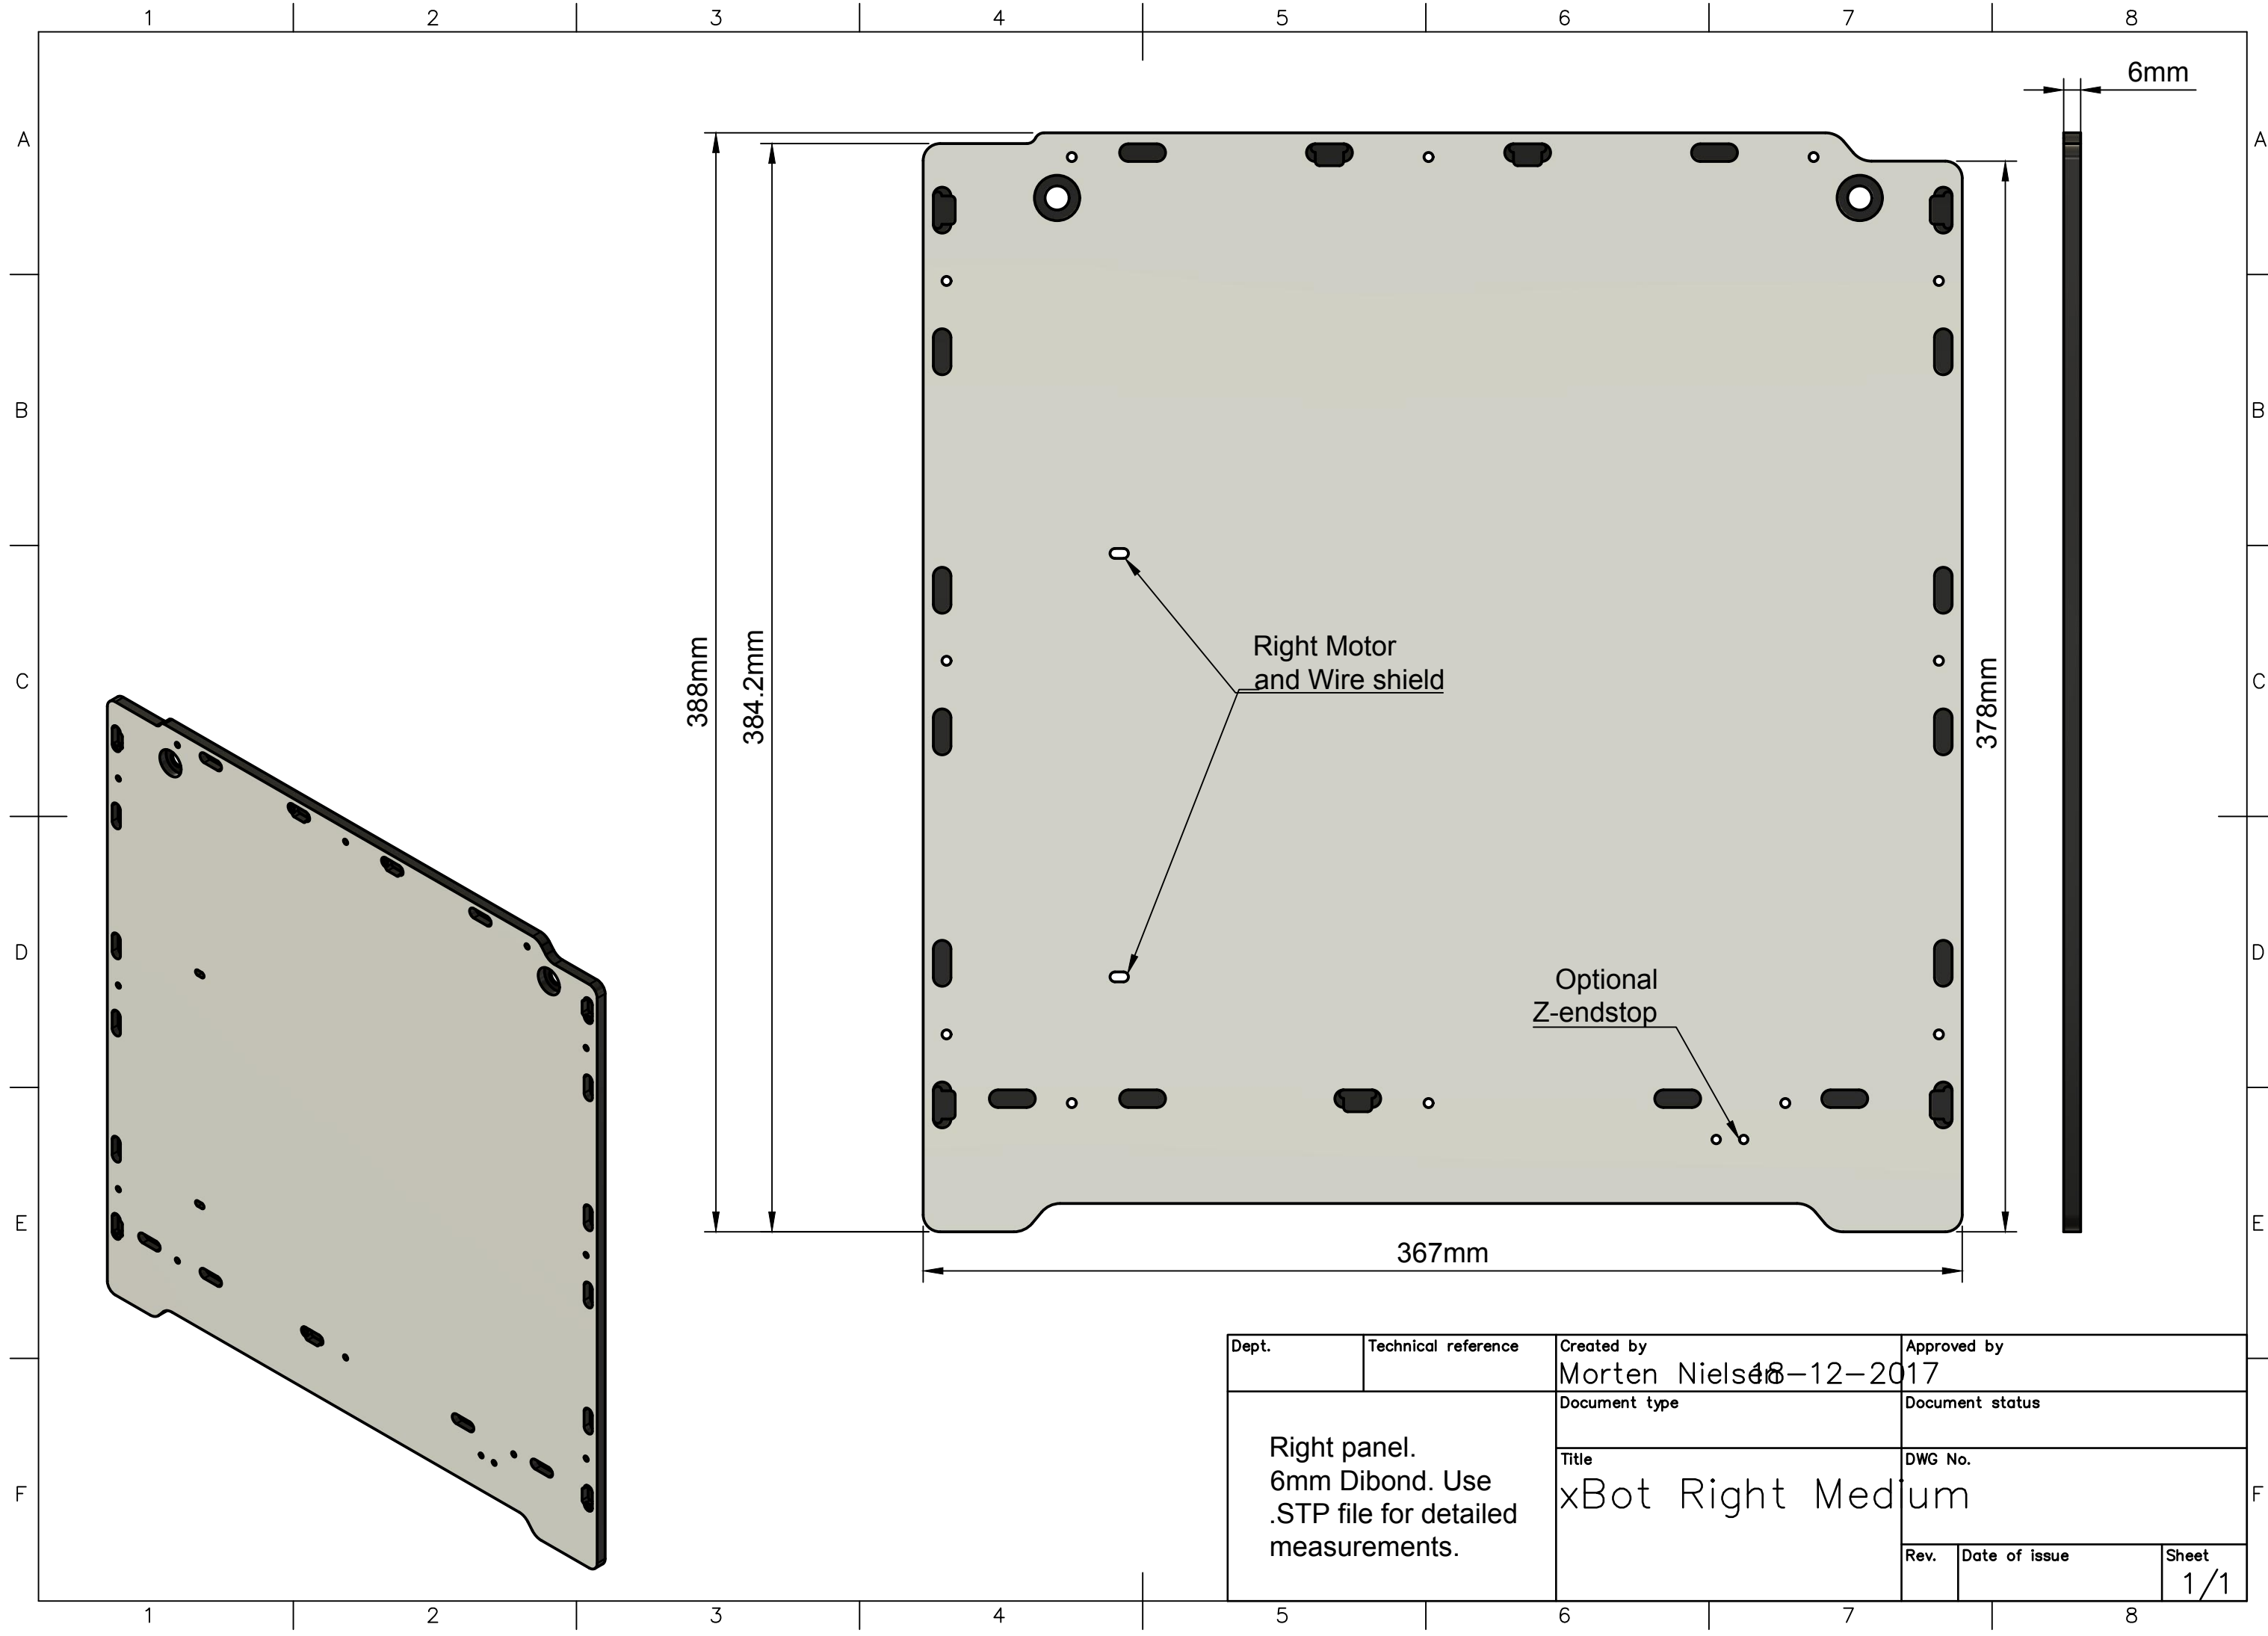 1 2 3 4 5 6 7 8
6mm
A A
B B
388mm
384.2mm
Right Motor
and Wire shield
378mm
C C
Optional
Z-endstop
D D
E E
367mm
Dept.
Technical reference
Created by
Morten Nielsen 18-12-2017
Approved by
Document type
Document status
Right panel.
6mm Dibond. Use
.STP file for detailed
measurements.
Title
xBot Right Medium
DWG No.
F F
Rev.
Date of issue
Sheet
1/1
1 2 3 4 5 6 7 8